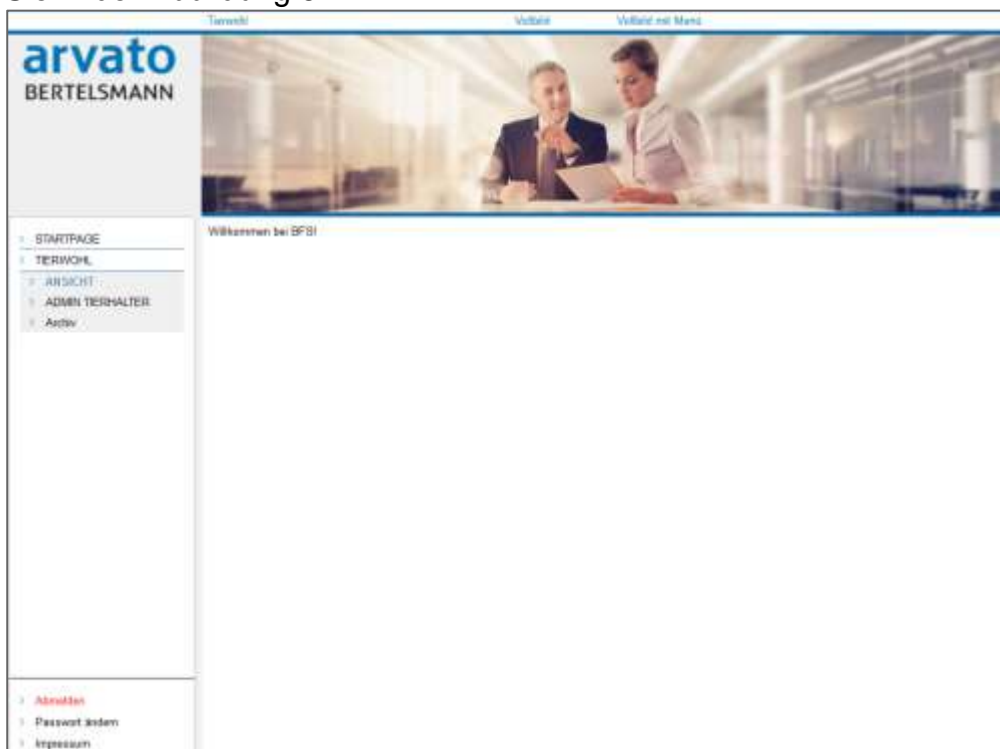 Tierwohl Vollbild Vollbild mit Menü
arvato
BERTELSMANN
STARTPAGE
TIERWOHL
ANSICHT
ADMIN TIERHALTER
Archiv
Willkommen bei BFS!
Abmelden
Passwort ändern
Impressum